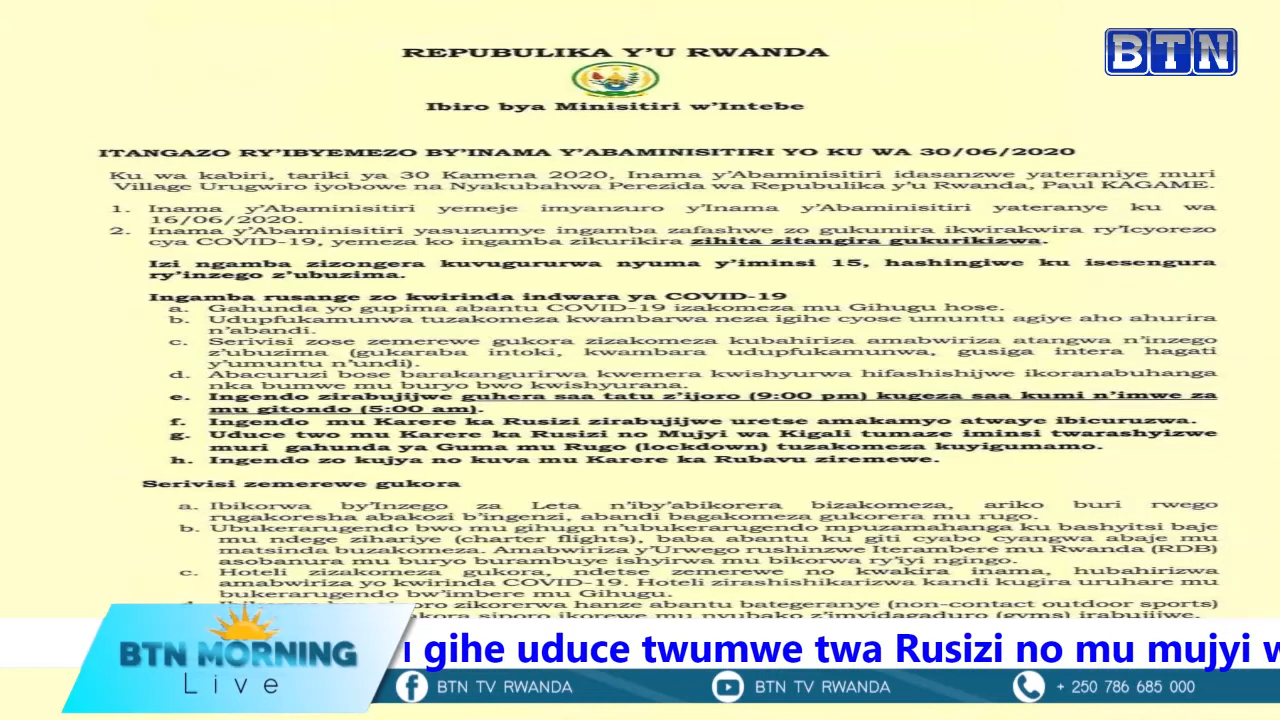 REPUBULIKA Y'U RWANDA
BTN
Ibiro bya Minisitiri w'Intebe
ITANGAZO RY'IBYEMEZO BY'INAMA Y'ABAMINISITIRI YO KU WA 30/06/2020
Ku wa kabiri, tariki ya 30 Kamena 2020, Inama y'Abaminisitiri idasanzwe yateraniye muri
Village Urugwiro iyobowe na Nyakubahwa Perezida wa Repubulika y'u Rwanda, Paul KAGAME.
1. Inama y'Abaminisitiri yemeje imyanzuro y'Inama y'Abaminisitiri yateranye ku wa
16/06/2020.
2. Inama y'Abaminisitiri yasuzumye ingamba zafashwe zo gukumira ikwirakwira ry'Icyorezo
cya COVID-19, yemeza ko ingamba zikurikira zihita zitangira gukurikizwa.
Izi ngamba zizongera kuvugururwa nyuma y'iminsi 15, hashingiwe ku isesengura
ry'inzego z'ubuzima.
Ingamba rusange zo kwirinda indwara ya COVID-19
a. Gahunda yo gupima abantu COVID-19 izakomeza mu Gihugu hose.
b. Udupfukamunwa tuzakomeza kwambarwa neza igihe cyose umuntu agiye aho ahurira
n'abandi.
c. Serivisi zose zemerewe gukora zizakomeza kubahiriza amabwiriza atangwa n'inzego
z'ubuzima (gukaraba intoki, kwambara udupfukamunwa, gusiga intera hagati
y'umuntu n'undi).
d. Abacuruzi bose barakangurirwa kwemera kwishyurwa hifashishijwe ikoranabuhanga
nka bumwe mu buryo bwo kwishyurana.
e. Ingendo zirabujijwe guhera saa tatu z'ijoro (9:00 pm) kugeza saa kumi n'imwe za
mu gitondo (5:00 am).
f. Ingendo mu Karere ka Rusizi zirabujijwe uretse amakamyo atwaye ibicuruzwa.
g. Uduce two mu Karere ka Rusizi no Mujyi wa Kigali tumaze iminsi twarashyizwe
muri gahunda ya Guma mu Rugo (lockdown) tuzakomeza kuyigumamo.
h. Ingendo zo kujya no kuva mu Karere ka Rubavu ziremewe.
Serivisi zemerewe gukora
a. Ibikorwa by'Inzego za Leta n'iby'abikorera bizakomeza, ariko buri rwego
rugakoresha abakozi b'ingenzi, abandi bagakomeza gukorera mu rugo.
b. Ubukerarugendo bwo mu gihugu n'ubukerarugendo mpuzamahanga ku bashyitsi baje
mu ndege zihariye (charter flights), baba abantu ku giti cyabo cyangwa abaje mu
matsinda buzakomeza. Amabwiriza y'Urwego rushinzwe Iterambere mu Rwanda (RDB)
asobanura mu buryo burambuye ishyirwa mu bikorwa ry'iyi ngingo.
c. Hoteli zizakomeza gukora, ndetse zemerewe no kwakira inama, hubahirizwa
amabwiriza yo kwirinda COVID-19. Hoteli zirashishikarizwa kandi kugira uruhare mu
bukerarugendo bw'imbere mu Gihugu.
siporo zikorerwa hanze abantu bategeranye (non-contact outdoor sports)
siporo ikorewe mu nyubako z'imyidagaduro (gyms) irabujijwe.
gihe uduce twumwe twa Rusizi no mu mujyi w
BTN MORNING
Live
BTN TV RWANDA
BTN TV RWANDA
+ 250 786 685 000